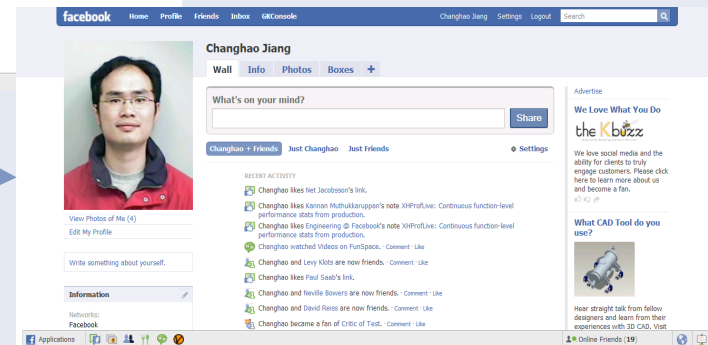 facebook Home Profile Friends Inbox GKConsole Changhao Jiang Settings Logout Search
Changhao Jiang
Wall Info Photos Boxes +
What's on your mind?
Share
Changhao + Friends Just Changhao Just Friends Settings
RECENT ACTIVITY
Changhao likes Net Jacobsson's link.
Changhao likes Kannan Muthukkaruppan's note XHProfLive: Continuous function-level
performance stats from production.
Changhao likes Engineering @ Facebook's note XHProfLive: Continuous function-level
performance stats from production.
Changhao watched Videos on FunSpace. · Comment · Like
Changhao and Levy Klots are now friends. · Comment · Like
Changhao likes Paul Saab's link.
Changhao and Neville Bowers are now friends. · Comment · Like
Changhao and David Reiss are now friends. · Comment · Like
Changhao became a fan of Critic of Test. · Comment · Like
View Photos of Me (4)
Edit My Profile
Write something about yourself.
Information
Networks:
Facebook
Advertise
We Love What You Do
the Kbuzz
We love social media and the
ability for clients to truly
engage customers. Please click
here to learn more about us
and become a fan.
What CAD Tool do you
use?
Hear straight talk from fellow
designers and learn from their
experiences with 3D CAD. Visit
Applications Online Friends (19)